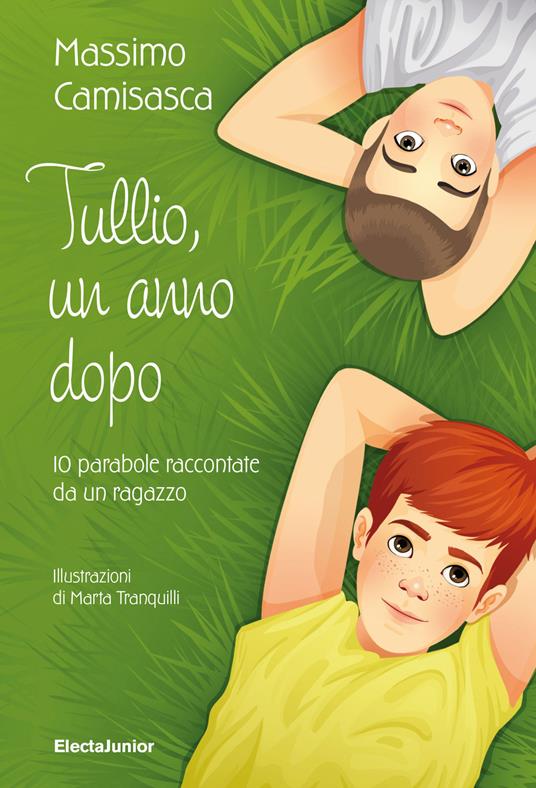 Massimo
Camisasca
Tullio,
un anno
dopo
10 parabole raccontate
da un ragazzo
Illustrazioni
di Marta Tranquilli
ElectaJunior